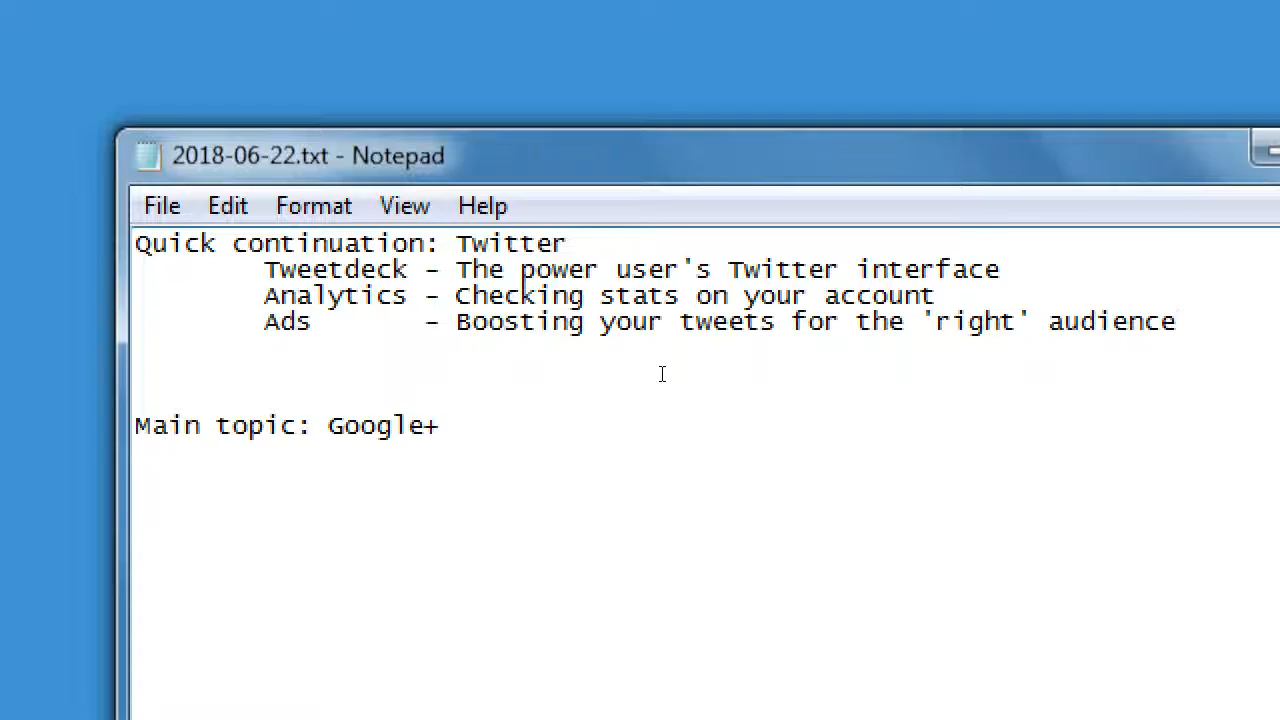 2018-06-22.txt - Notepad
File Edit Format View Help
Quick continuation: Twitter
Tweetdeck - The power user's Twitter interface
Analytics - Checking stats on your account
Ads - Boosting your tweets for the 'right' audience
Main topic: Google+